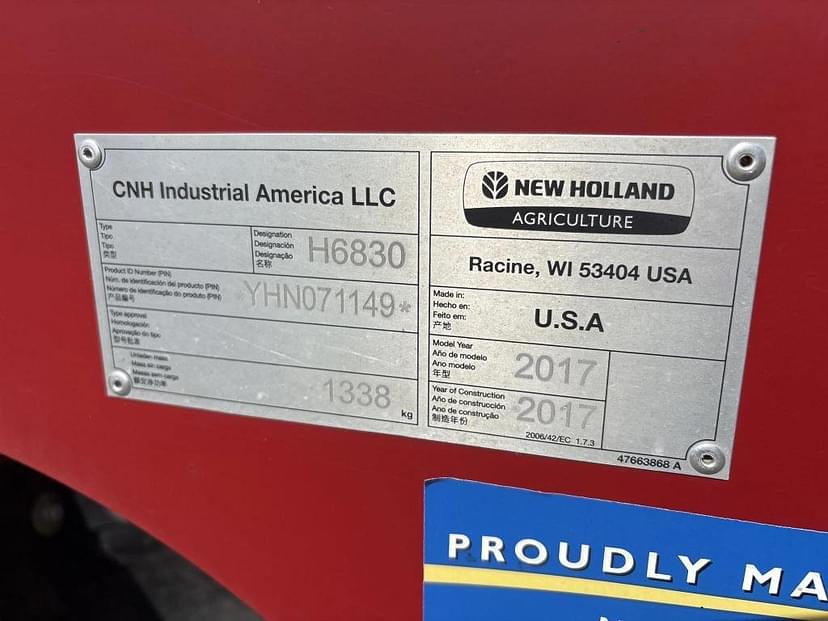 CNH Industrial America LLC
Type
Tipo
Tipo
类型
Designation
Designación
Designação
名称
H6830
Product ID Number (PIN)
Núm. de identificación del producto (PIN)
Número de identificação do produto (PIN)
产品编号
*YHN071149*
Type approval
Homologación
Aprovação do tipo
型号批准
Unladen mass
Masa sin carga
Massa sem carga
额定净功率
1338
kg
NEW HOLLAND
AGRICULTURE
Racine, WI 53404 USA
Made in:
Hecho en:
Feito em:
产地
U.S.A
Model Year
Año de modelo
Ano modelo
年型
2017
Year of Construction
Año de construcción
Ano de construção
制造年份
2017
2006/42/EC 1.7.3
47663868 A
PROUDLY MA